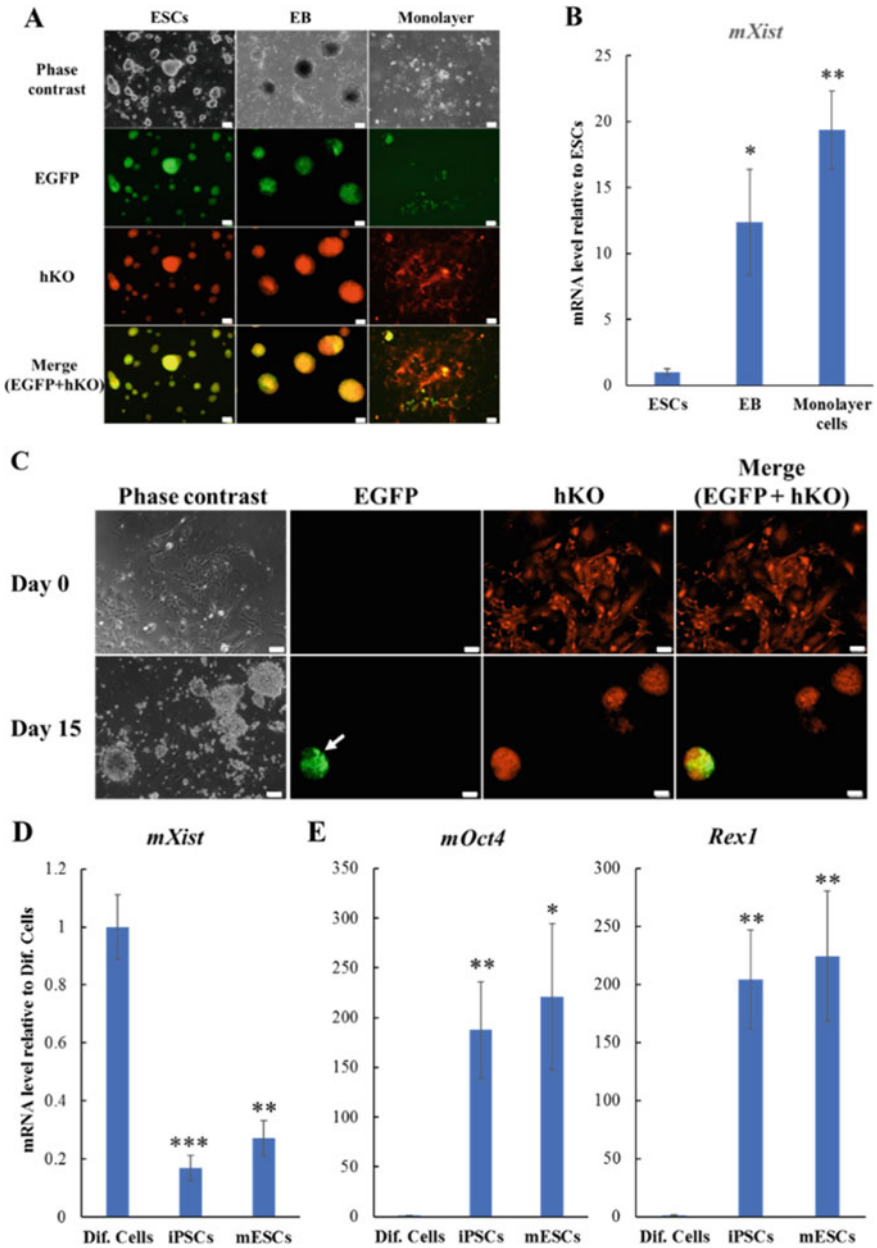 A
ESCs EB Monolayer
Phase
contrast
EGFP
hKO
Merge
(EGFP+hKO)
B
mXist
mRNA level relative to ESCs
25
20
15
10
5
0
*
**
ESCs EB Monolayer
cells
C
Phase contrast EGFP hKO Merge
(EGFP + hKO)
Day 0
Day 15
D
mXist
mRNA level relative to Dif. Cells
1.2
1
0.8
0.6
0.4
0.2
0
***
**
Dif. Cells iPSCs mESCs
E
mOct4
350
300
250
200
150
100
50
0
**
*
Dif. Cells iPSCs mESCs
Rex1
300
250
200
150
100
50
0
**
**
Dif. Cells iPSCs mESCs